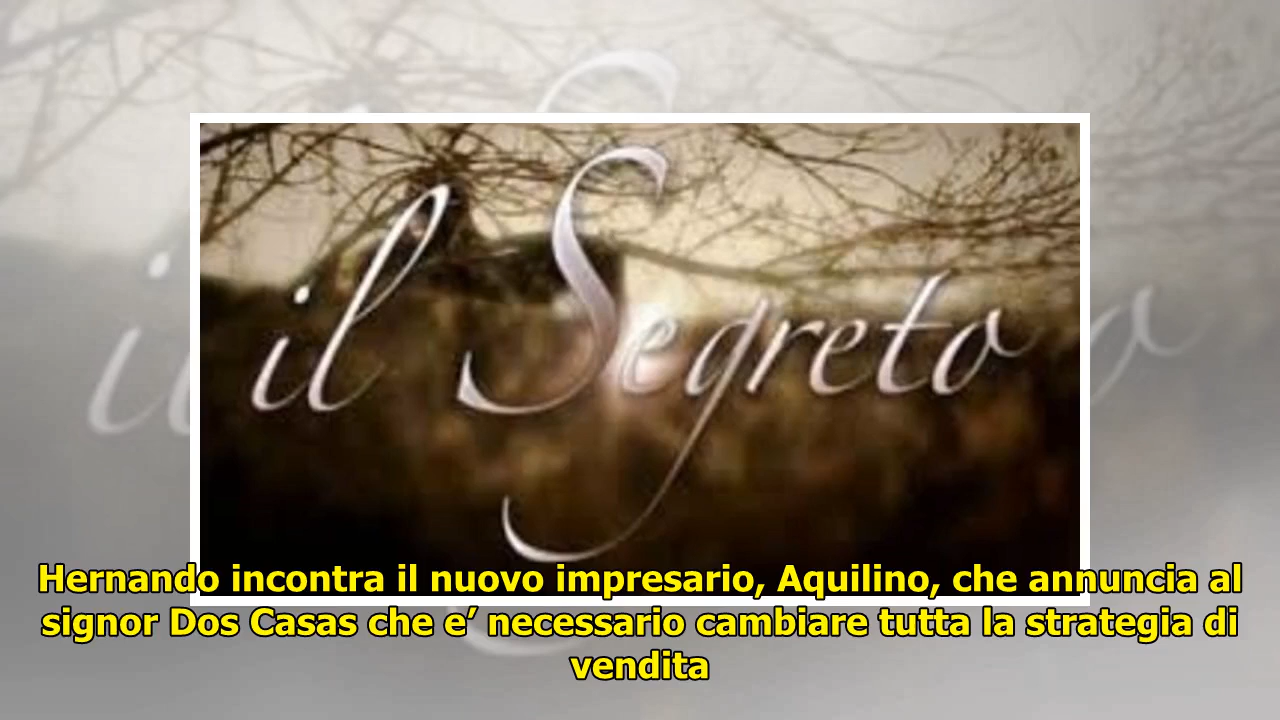 il Segreto
Hernando incontra il nuovo impresario, Aquilino, che annuncia al
signor Dos Casas che e’ necessario cambiare tutta la strategia di
vendita